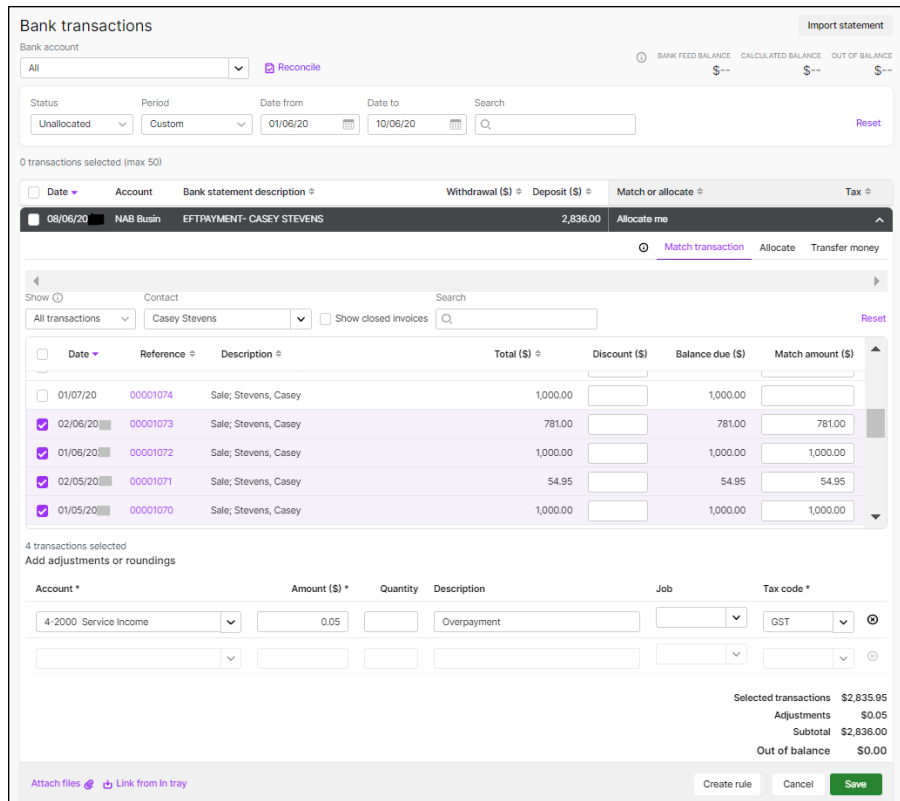 Bank transactions
Import statement
Bank account
All
Reconcile
BANK FEED BALANCE CALCULATED BALANCE OUT OF BALANCE
$-- $-- $--
Status Period Date from Date to Search
Unallocated Custom 01/06/20 10/06/20
Reset
0 transactions selected (max 50)
Date Account Bank statement description Withdrawal ($) Deposit ($) Match or allocate Tax
08/06/20 NAB Busin EFTPAYMENT- CASEY STEVENS 2,836.00 Allocate me
Match transaction Allocate Transfer money
Show Contact Search
All transactions Casey Stevens Show closed invoices Reset
Date Reference Description Total ($) Discount ($) Balance due ($) Match amount ($)
01/07/20 00001074 Sale; Stevens, Casey 1,000.00 1,000.00
02/06/20 00001073 Sale; Stevens, Casey 781.00 781.00 781.00
01/06/20 00001072 Sale; Stevens, Casey 1,000.00 1,000.00 1,000.00
02/05/20 00001071 Sale; Stevens, Casey 54.95 54.95 54.95
01/05/20 00001070 Sale; Stevens, Casey 1,000.00 1,000.00 1,000.00
4 transactions selected
Add adjustments or roundings
Account * Amount ($) * Quantity Description Job Tax code *
4-2000 Service Income 0.05 Overpayment GST
Selected transactions $2,835.95
Adjustments $0.05
Subtotal $2,836.00
Out of balance $0.00
Attach files Link from In tray Create rule Cancel Save